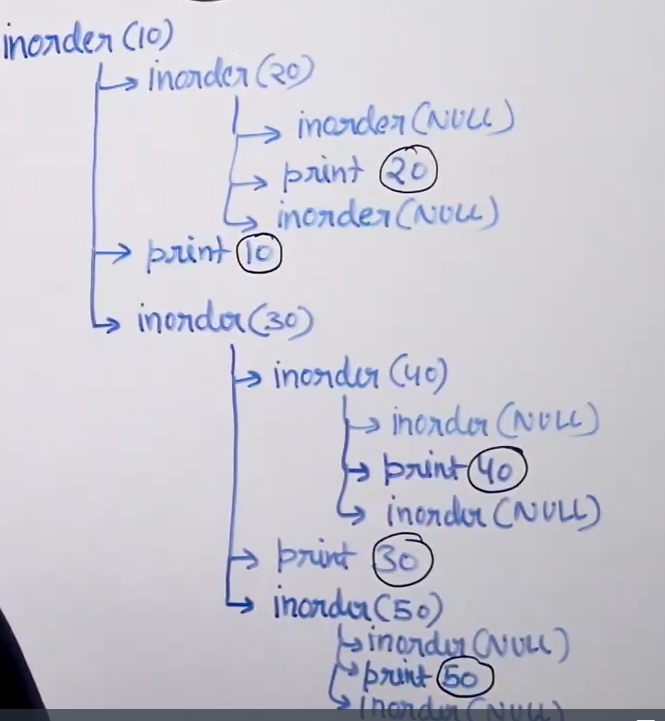 inorder(10)
inorder(20)
inorder(NULL)
print 20
inorder(NULL)
print 10
inorder(30)
inorder(40)
inorder(NULL)
print 40
inorder(NULL)
print 30
inorder(50)
inorder(NULL)
print 50
inorder(NULL)